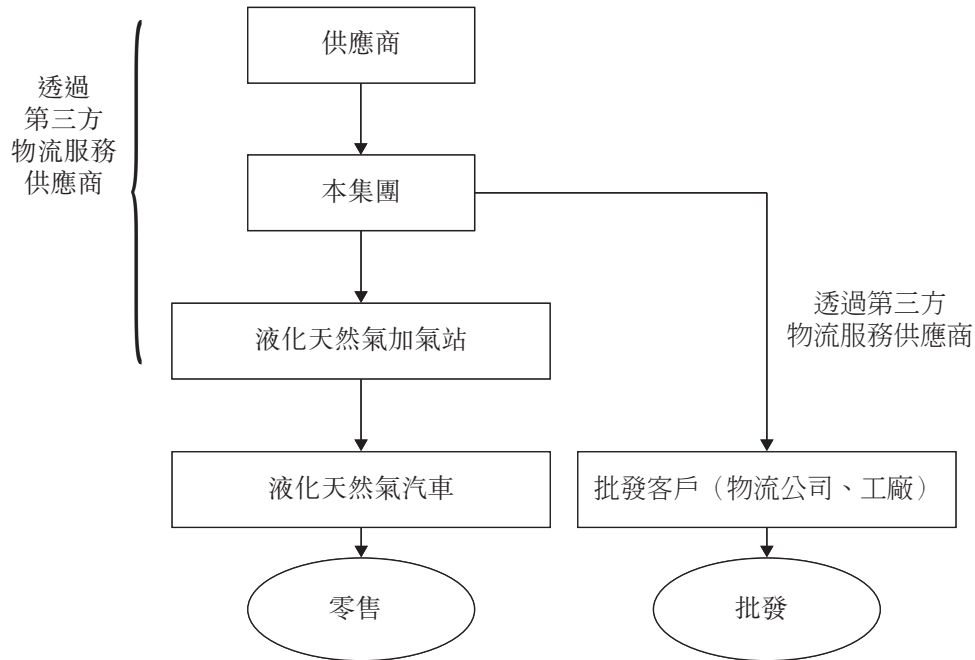 供應商
透過
第三方
物流服務
供應商
本集團
透過第三方
物流服務供應商
液化天然氣加氣站
液化天然氣汽車
批發客戶（物流公司、工廠）
零售
批發